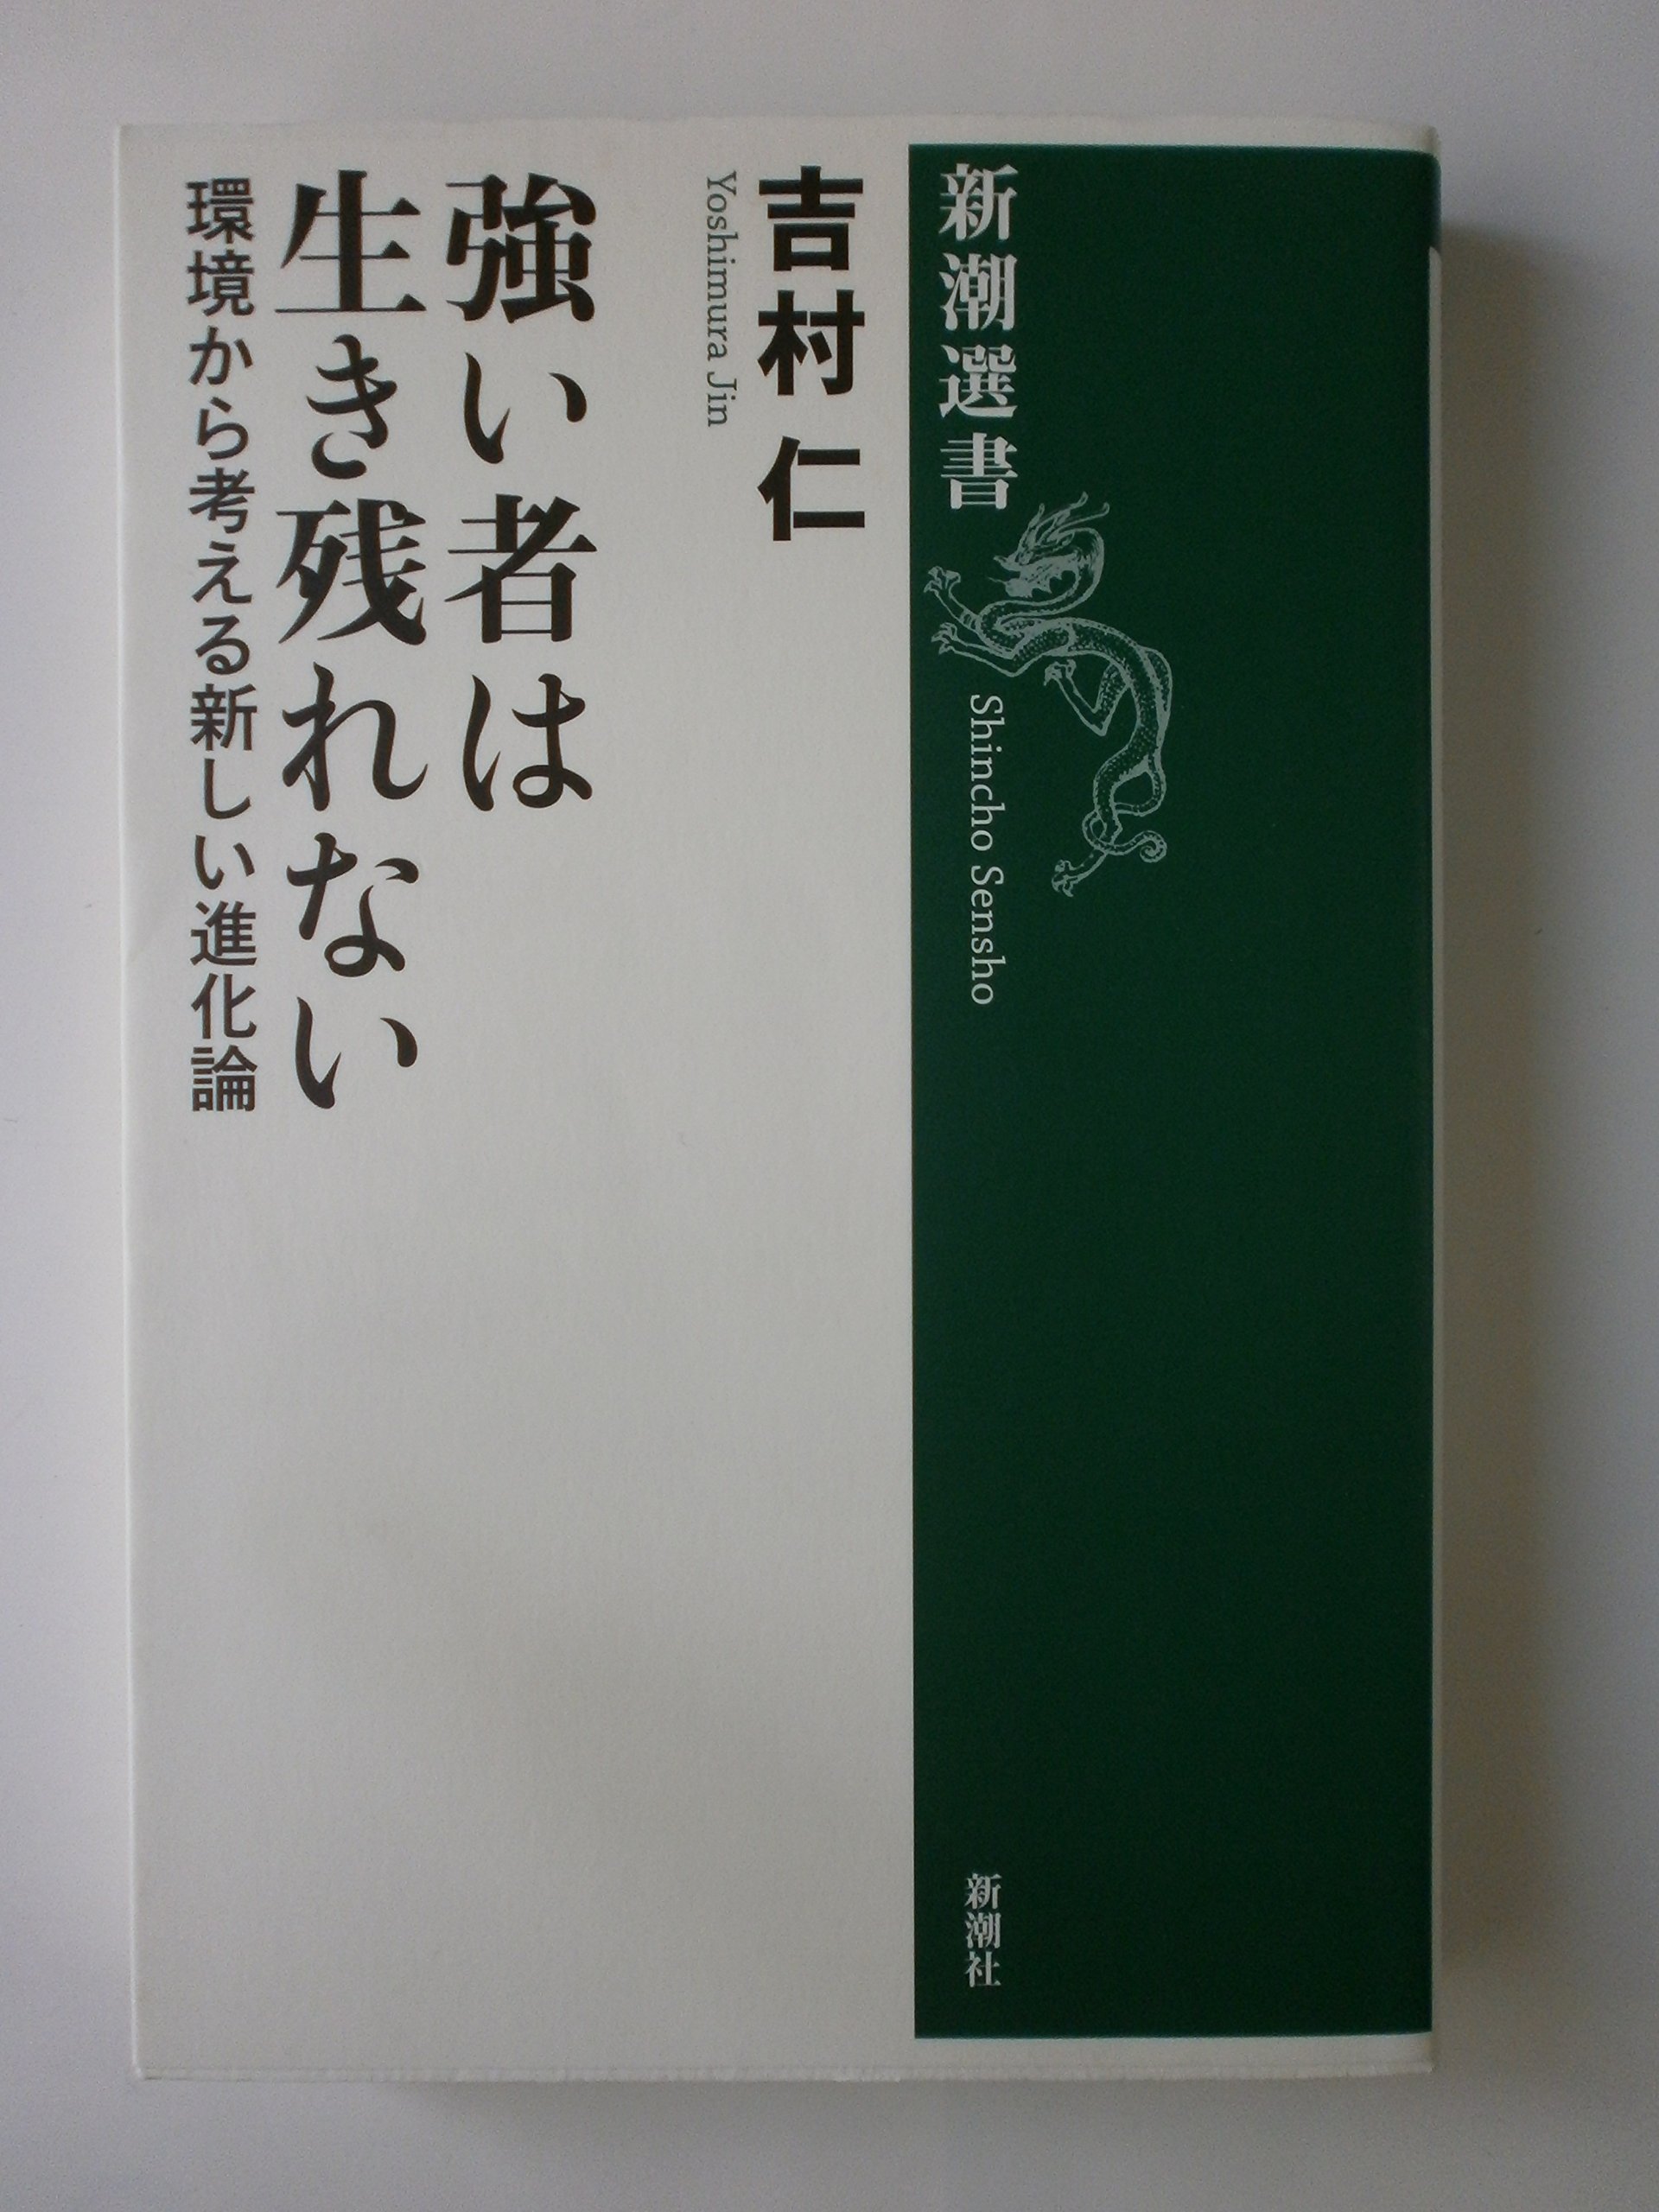 新潮選書
Shincho Sensho
新潮社
吉村 仁
Yoshimura Jin
強い者は
生き残れない
環境から考える新しい進化論